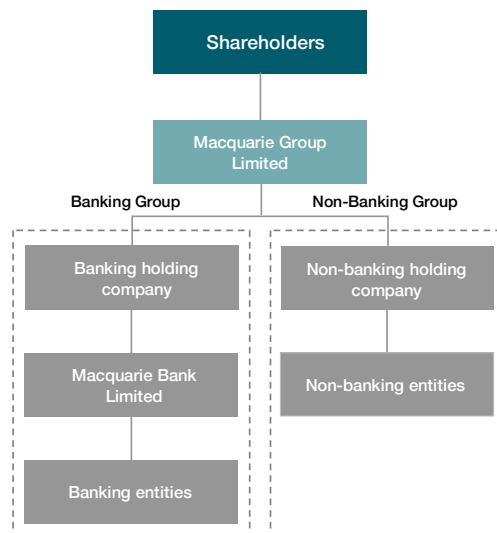 Shareholders
Macquarie Group
Limited
Banking Group
Non-Banking Group
Banking holding
company
Non-banking holding
company
Macquarie Bank
Limited
Non-banking entities
Banking entities